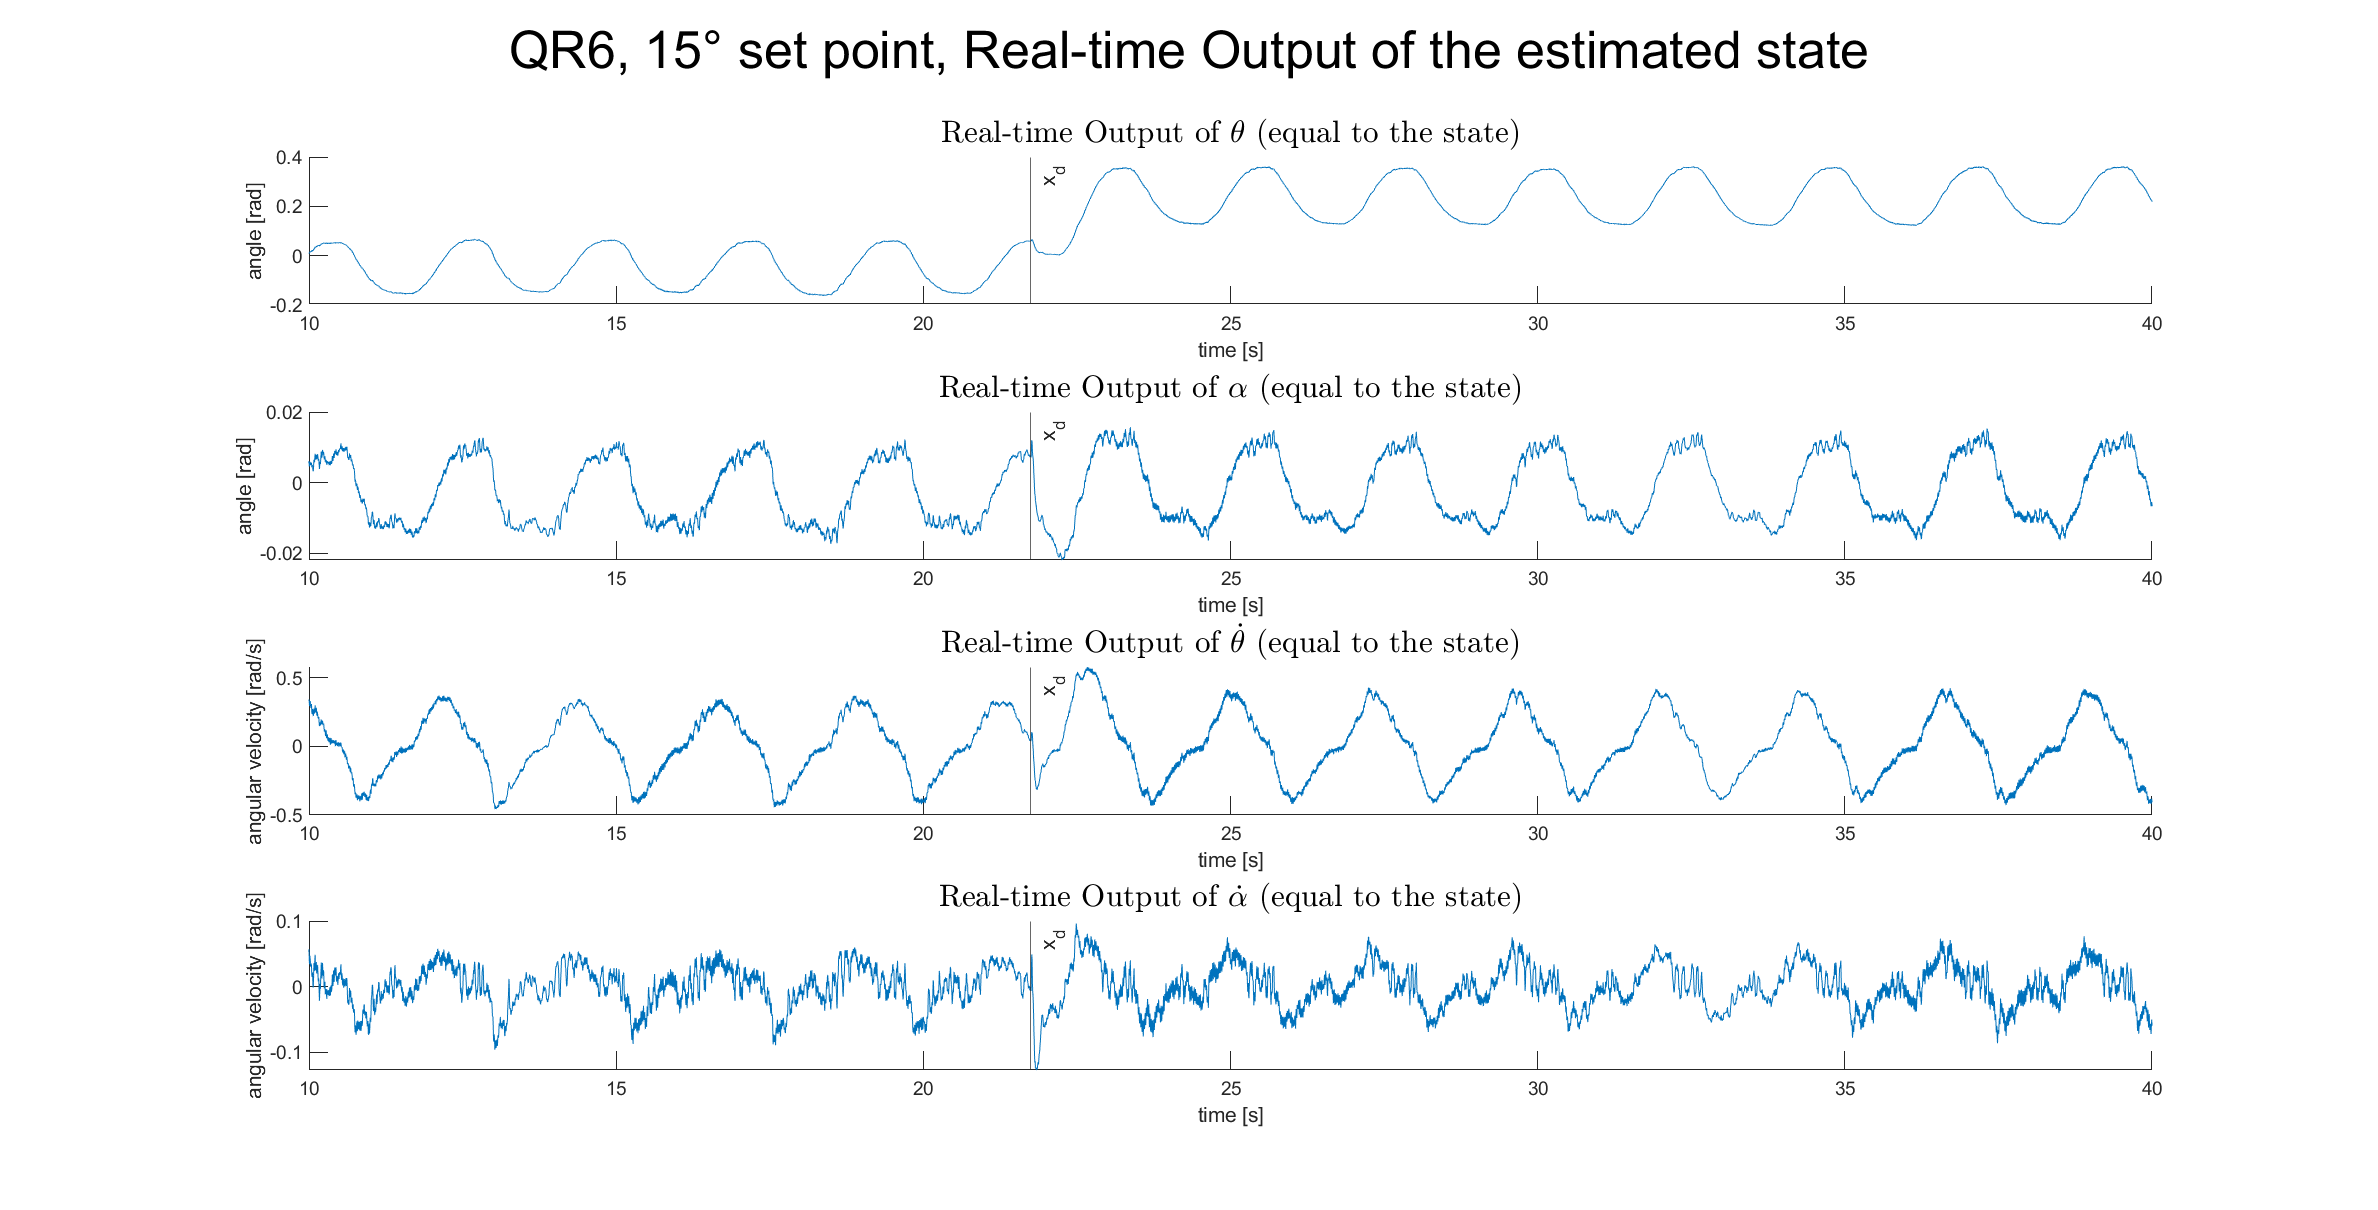 QR6, 15° set point, Real-time Output of the estimated state
Real-time Output of θ (equal to the state)
angle [rad]
0.4
0.2
0
-0.2
x_d
10 15 20 25 30 35 40
time [s]
Real-time Output of α (equal to the state)
angle [rad]
0.02
0
-0.02
x_d
10 15 20 25 30 35 40
time [s]
Real-time Output of θ̇ (equal to the state)
angular velocity [rad/s]
0.5
0
-0.5
x_d
10 15 20 25 30 35 40
time [s]
Real-time Output of α̇ (equal to the state)
angular velocity [rad/s]
0.1
0
-0.1
x_d
10 15 20 25 30 35 40
time [s]